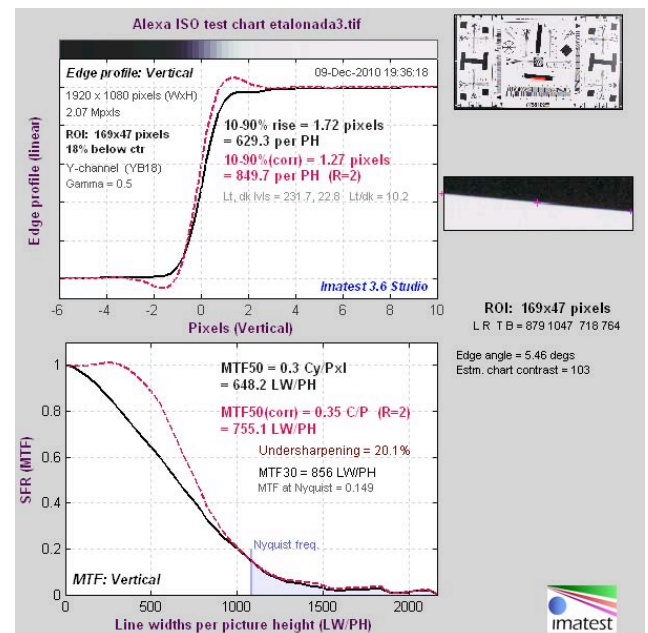 Alexa ISO test chart etalonada3.tif
Edge profile: Vertical
09-Dec-2010 19:36:18
1920 x 1080 pixels (WxH)
2.07 Mpxls
ROI: 169x47 pixels
18% below ctr
Y-channel (YB18)
Gamma = 0.5
10-90% rise = 1.72 pixels
= 629.3 per PH
10-90%(corr) = 1.27 pixels
= 849.7 per PH (R=2)
Lt, dk lvls = 231.7, 22.8 Lt/dk = 10.2
Edge profile (linear)
Imatest 3.6 Studio
-6 -4 -2 0 2 4 6 8 10
Pixels (Vertical)
ROI: 169x47 pixels
L R T B = 879 1047 718 764
Edge angle = 5.46 degs
Estm. chart contrast = 103
1
0.8
0.6
0.4
0.2
0
SFR (MTF)
MTF50 = 0.3 Cy/Pxl
= 648.2 LW/PH
MTF50(corr) = 0.35 C/P (R=2)
= 755.1 LW/PH
Undersharpening = 20.1%
MTF30 = 856 LW/PH
MTF at Nyquist = 0.149
Nyquist freq.
MTF: Vertical
0 500 1000 1500 2000
Line widths per picture height (LW/PH)
imatest